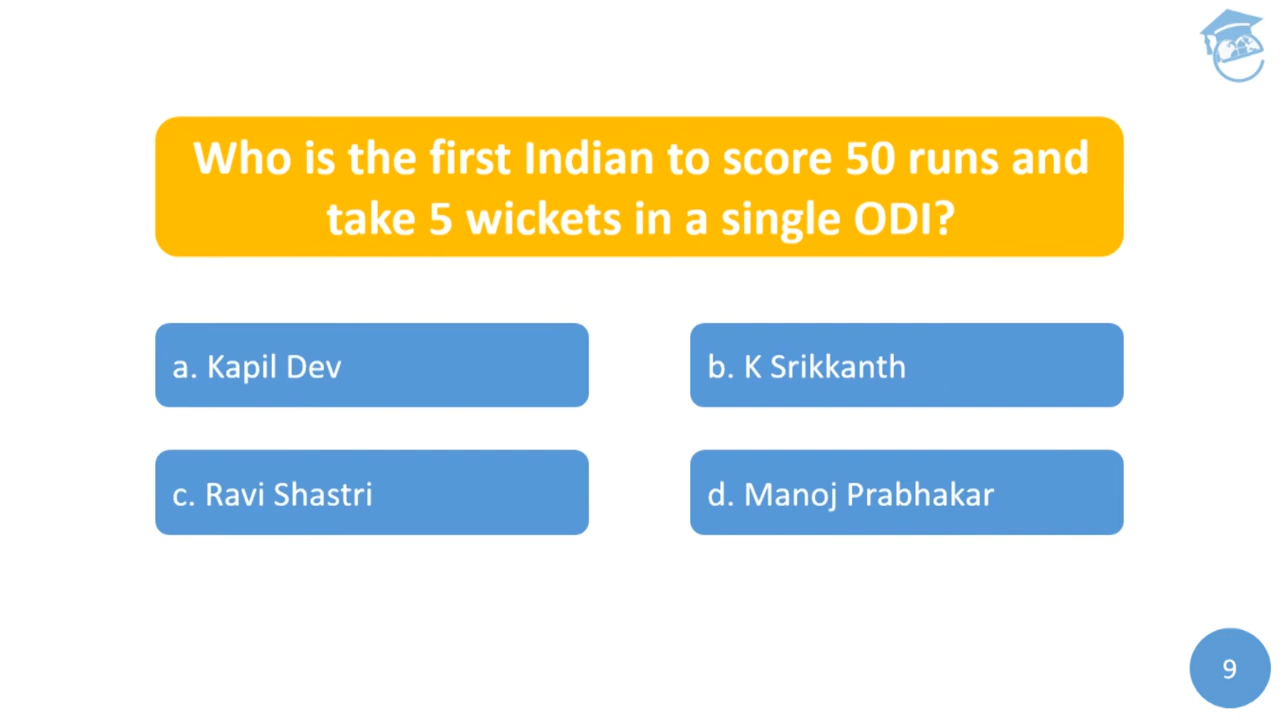 Who is the first Indian to score 50 runs and
take 5 wickets in a single ODI?
a. Kapil Dev
b. K Srikkanth
c. Ravi Shastri
d. Manoj Prabhakar
9